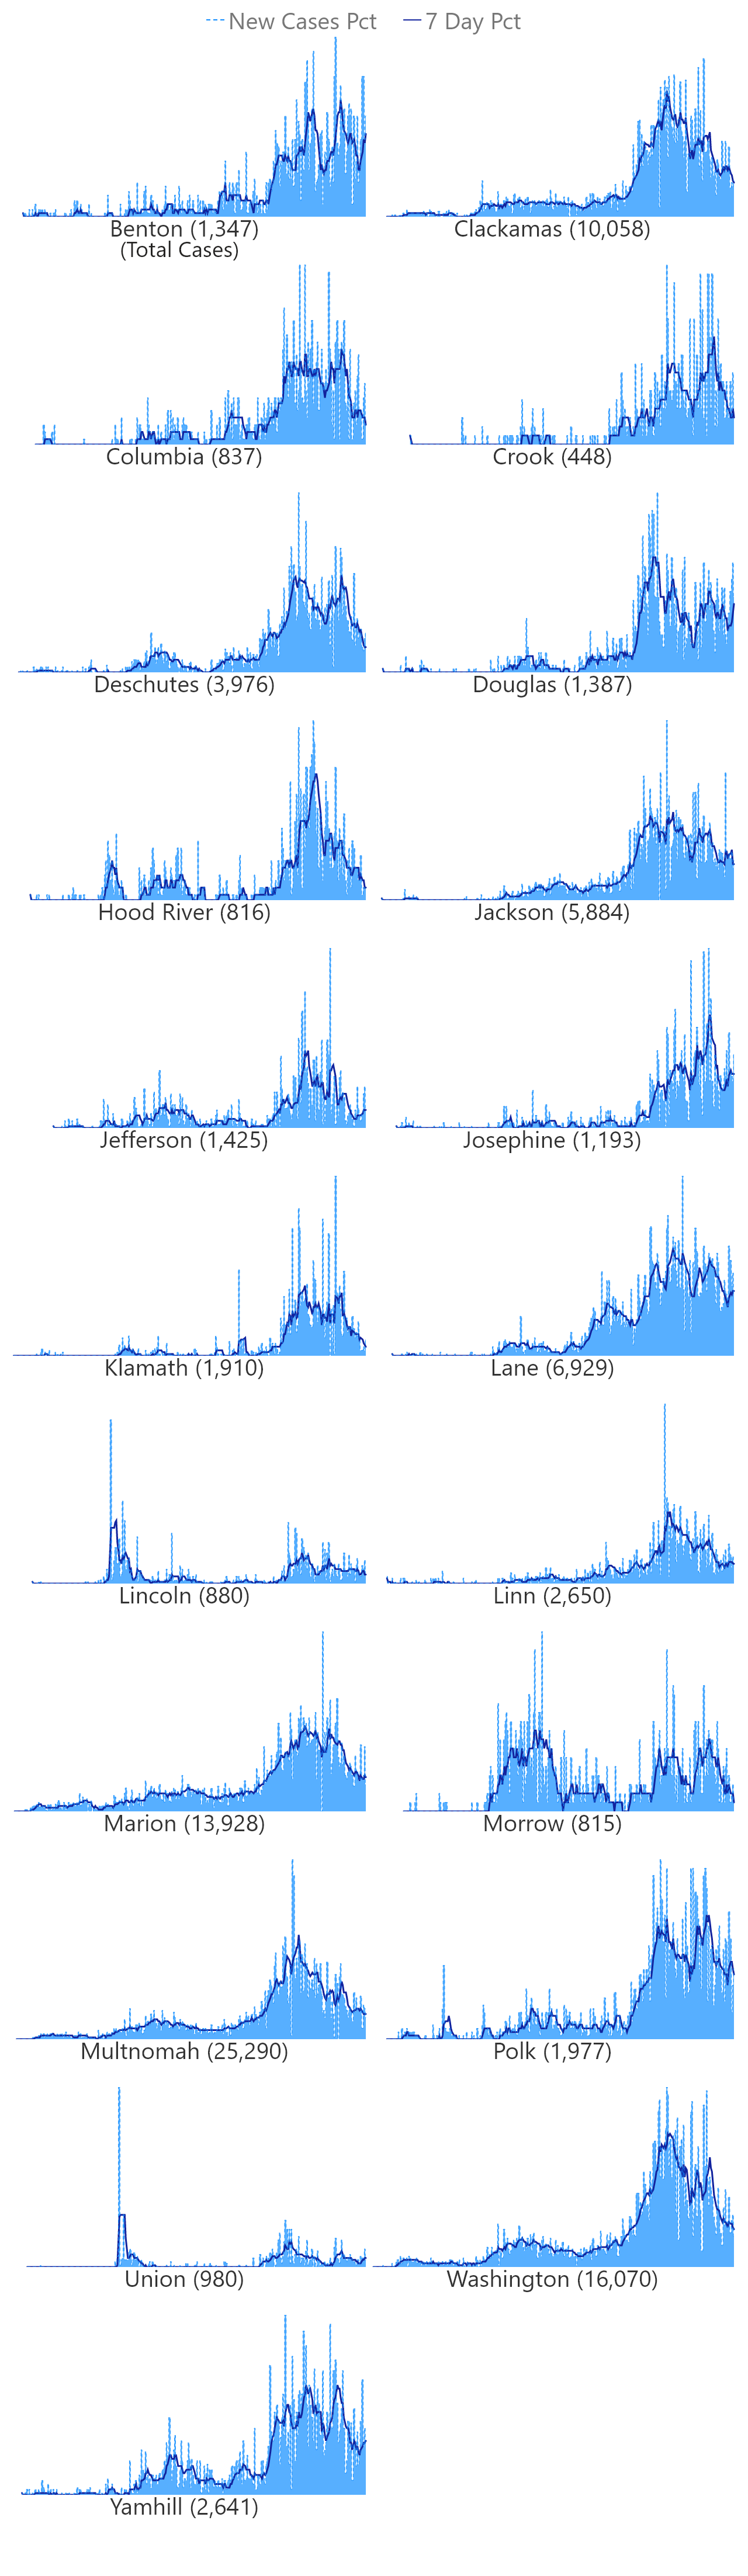 New Cases Pct 7 Day Pct
Benton (1,347) Clackamas (10,058)
(Total Cases)
Columbia (837) Crook (448)
Deschutes (3,976) Douglas (1,387)
Hood River (816) Jackson (5,884)
Jefferson (1,425) Josephine (1,193)
Klamath (1,910) Lane (6,929)
Lincoln (880) Linn (2,650)
Marion (13,928) Morrow (815)
Multnomah (25,290) Polk (1,977)
Union (980) Washington (16,070)
Yamhill (2,641)